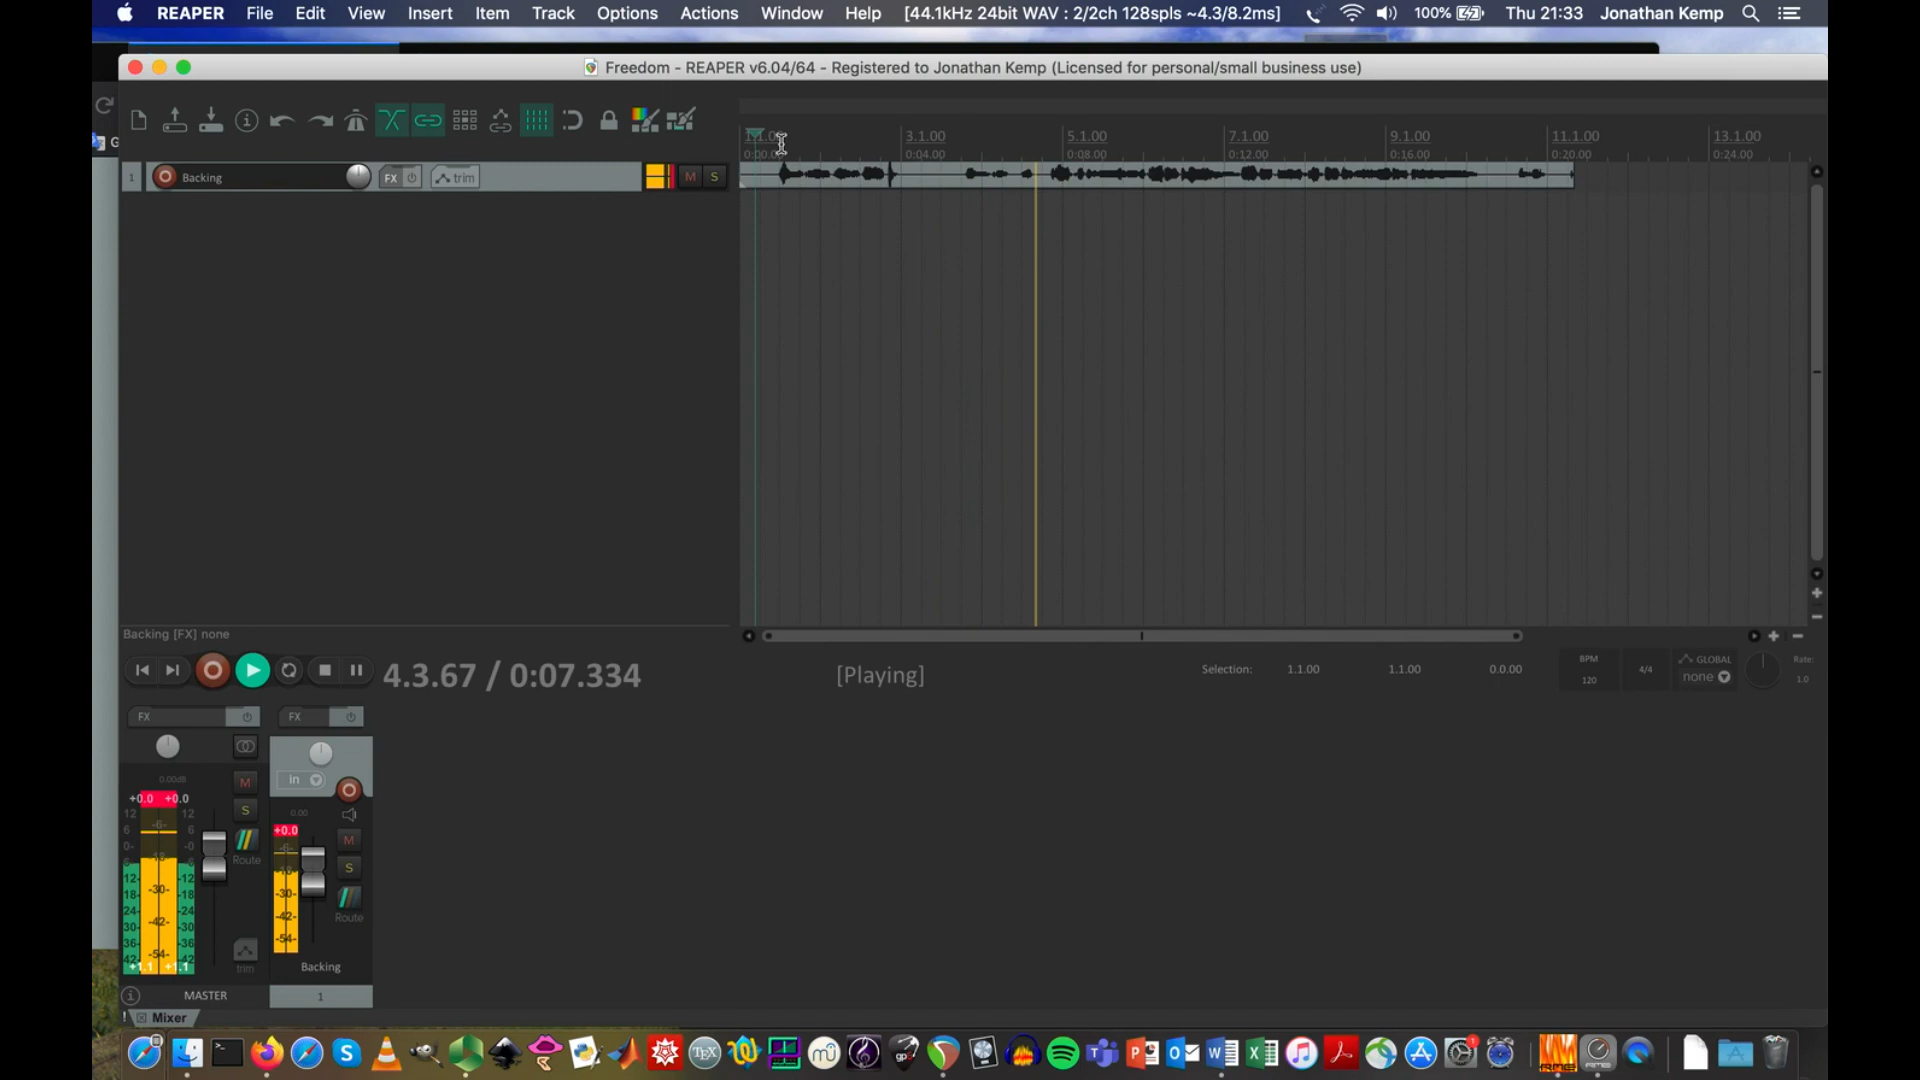 REAPER File Edit View Insert Item Track Options Actions Window Help [44.1kHz 24bit WAV : 2/2ch 128spls ~4.3/8.2ms] 100% Thu 21:33 Jonathan Kemp
Freedom - REAPER v6.04/64 - Registered to Jonathan Kemp (Licensed for personal/small business use)
3.1.00 5.1.00 7.1.00 9.1.00 11.1.00 13.1.00
0:04.00 0:08.00 0:12.00 0:16.00 0:20.00 0:24.00
1 Backing FX trim M S
Backing [FX] none
4.3.67 / 0:07.334 [Playing] Selection: 1.1.00 1.1.00 0.0.00
BPM 120 4/4 GLOBAL none Rate: 1.0
FX FX
in
0.00dB 0.00
+0.0 +0.0 M
+0.0
12 12 S
6 -6- 6 M
0- -0
Route
S
12- -30- -12
18- -18
24- -42- -24
30- -30
36- -54- -36
42
-30-
-42-
-54-
Route
+1.1 +1.1 trim
Backing
MASTER 1
! Mixer